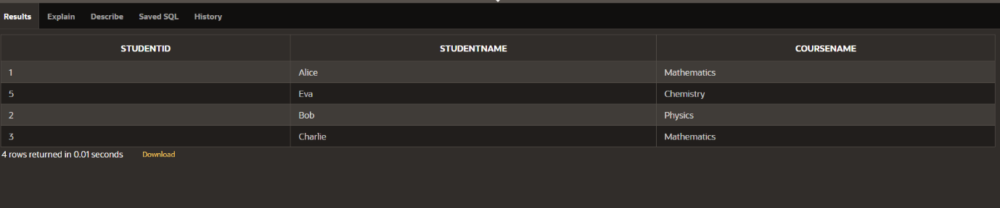 Results Explain Describe Saved SQL History
STUDENTID STUDENTNAME COURSENAME
1 Alice Mathematics
5 Eva Chemistry
2 Bob Physics
3 Charlie Mathematics
4 rows returned in 0.01 seconds Download